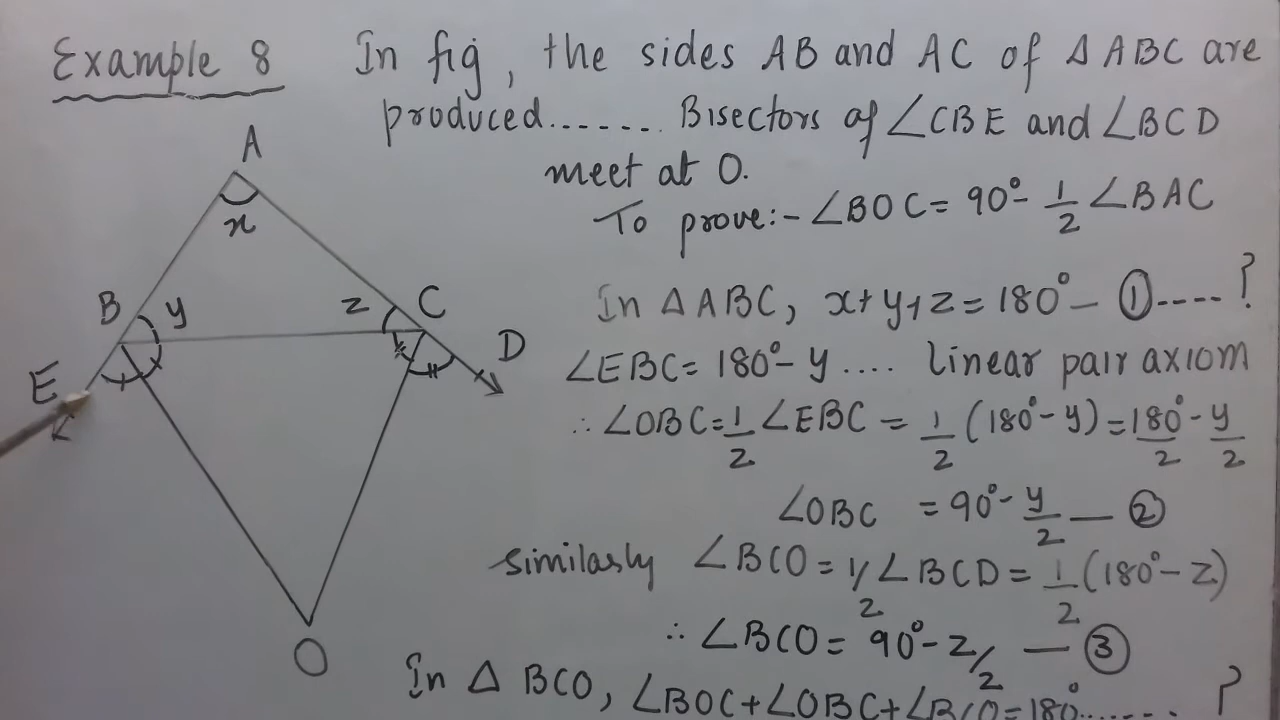 Example 8 In fig, the sides AB and AC of △ABC are
produced....... Bisectors of ∠CBE and ∠BCD
meet at O.
To prove:- ∠BOC = 90° - 1/2 ∠BAC
In △ABC, x+y+z = 180° — ①----?
∠EBC = 180° - y .... linear pair axiom
∴ ∠OBC = 1/2 ∠EBC = 1/2 (180° - y) = 180°/2 - y/2
∠OBC = 90° - y/2 — ②
Similarly ∠BCO = 1/2 ∠BCD = 1/2 (180° - z)
∴ ∠BCO = 90° - z/2 — ③
In △ BCO, ∠BOC + ∠OBC + ∠BCO = 180°....... ?
A
x
B y z C
E D
O